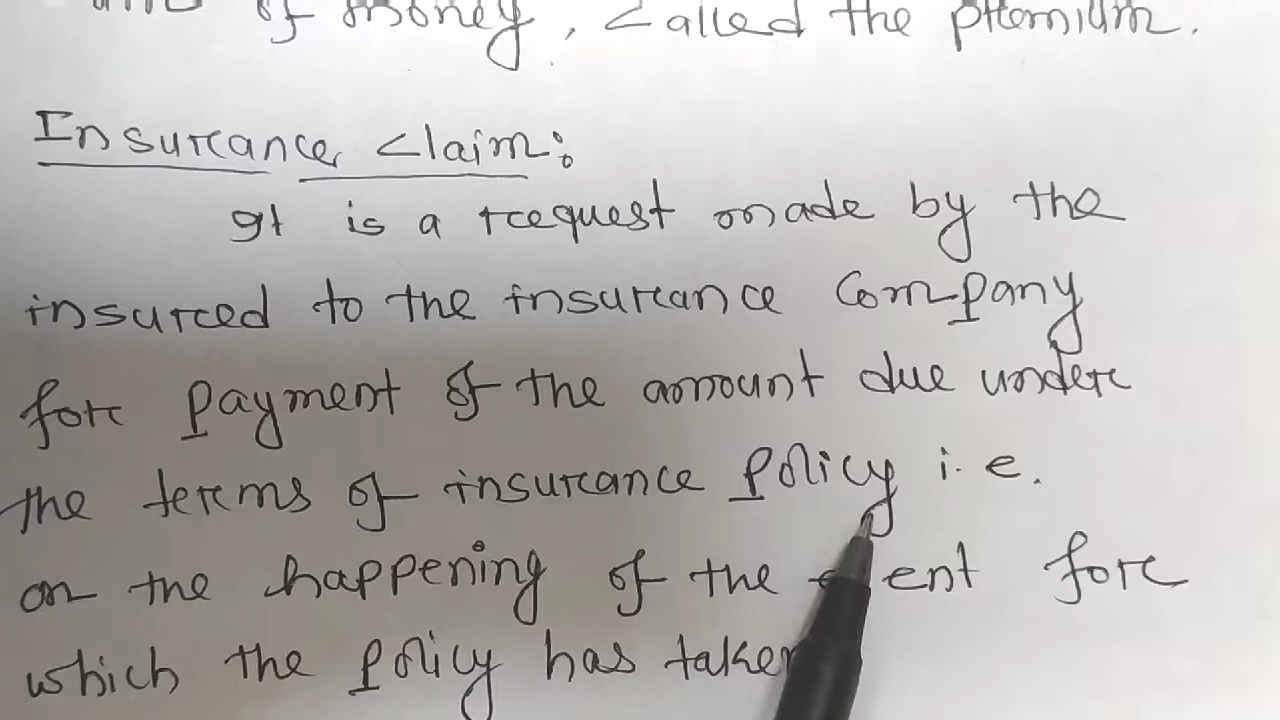 of money, called the premium.
Insurance Claim:
It is a request made by the
insured to the insurance Company
for Payment of the amount due under
the terms of insurance Policy i.e.
on the happening of the event for
which the Policy has taken